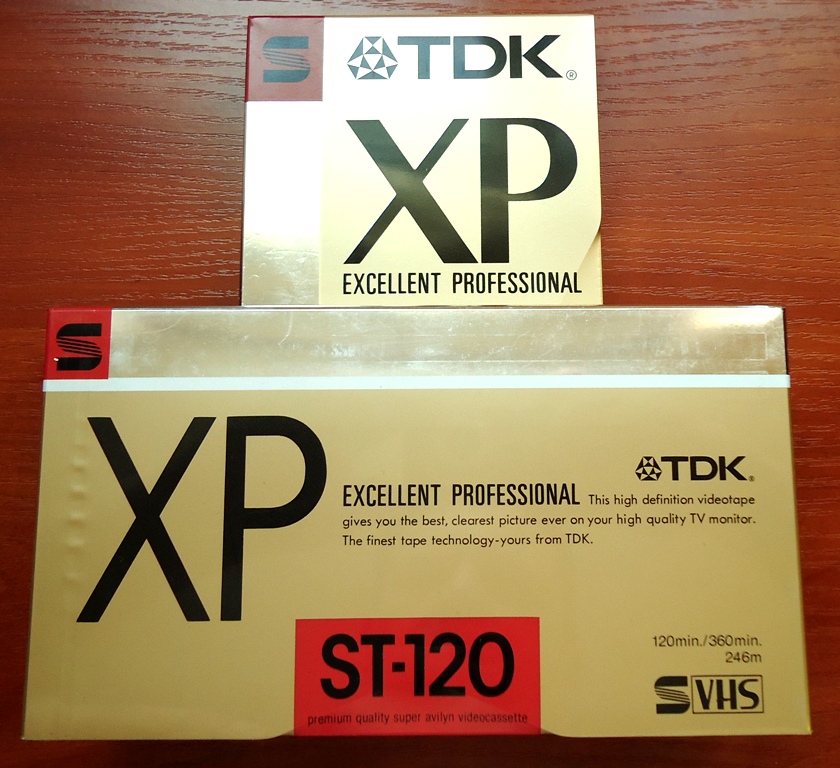 S TDK®
XP
EXCELLENT PROFESSIONAL
S
XP
TDK®
EXCELLENT PROFESSIONAL This high definition videotape
gives you the best, clearest picture ever on your high quality TV monitor.
The finest tape technology-yours from TDK.
ST-120
premium quality super avilyn videocassette
120min./360min.
246m
S VHS